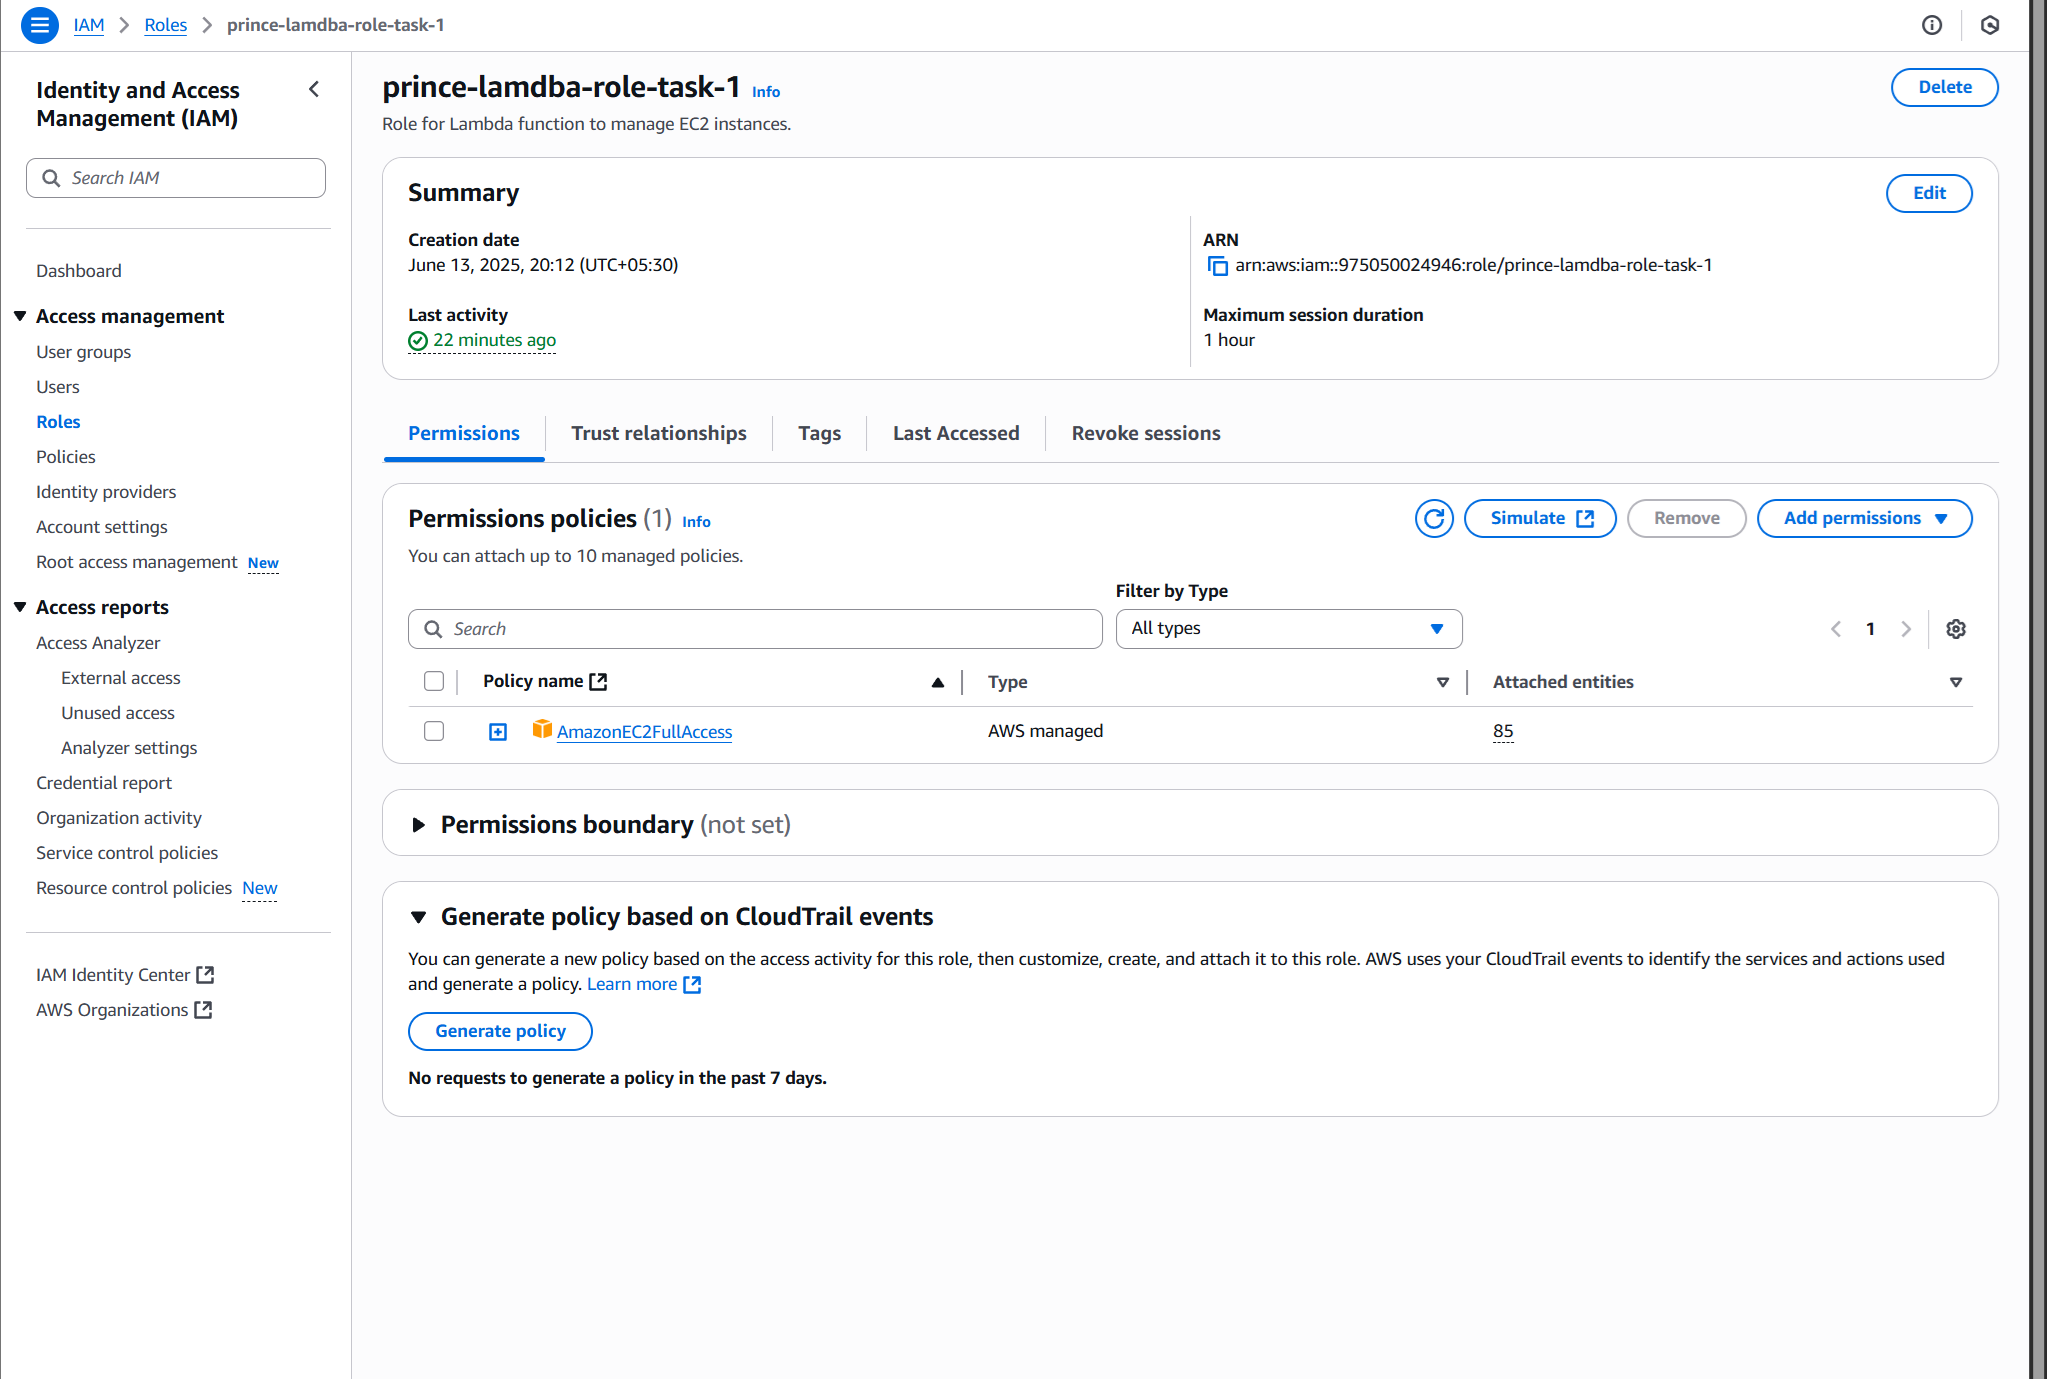 IAM > Roles > prince-lamdba-role-task-1
Identity and Access Management (IAM)
Search IAM
Dashboard
Access management
User groups
Users
Roles
Policies
Identity providers
Account settings
Root access management New
Access reports
Access Analyzer
External access
Unused access
Analyzer settings
Credential report
Organization activity
Service control policies
Resource control policies New
IAM Identity Center
AWS Organizations
prince-lamdba-role-task-1 Info
Delete
Role for Lambda function to manage EC2 instances.
Summary
Edit
Creation date
June 13, 2025, 20:12 (UTC+05:30)
ARN
arn:aws:iam::975050024946:role/prince-lamdba-role-task-1
Last activity
22 minutes ago
Maximum session duration
1 hour
Permissions
Trust relationships
Tags
Last Accessed
Revoke sessions
Permissions policies (1) Info
Simulate
Remove
Add permissions
You can attach up to 10 managed policies.
Filter by Type
Search
All types
1
Policy name
Type
Attached entities
AmazonEC2FullAccess
AWS managed
85
Permissions boundary (not set)
Generate policy based on CloudTrail events
You can generate a new policy based on the access activity for this role, then customize, create, and attach it to this role. AWS uses your CloudTrail events to identify the services and actions used
and generate a policy. Learn more
Generate policy
No requests to generate a policy in the past 7 days.